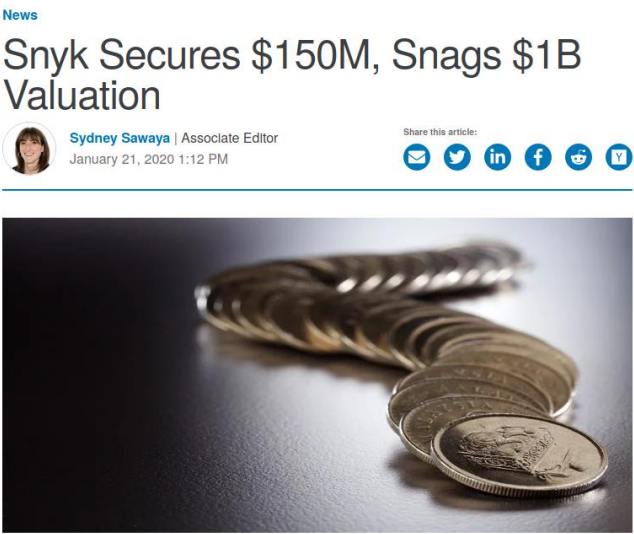 News
Snyk Secures $150M, Snags $1B
Valuation
Sydney Sawaya | Associate Editor
January 21, 2020 1:12 PM
Share this article: